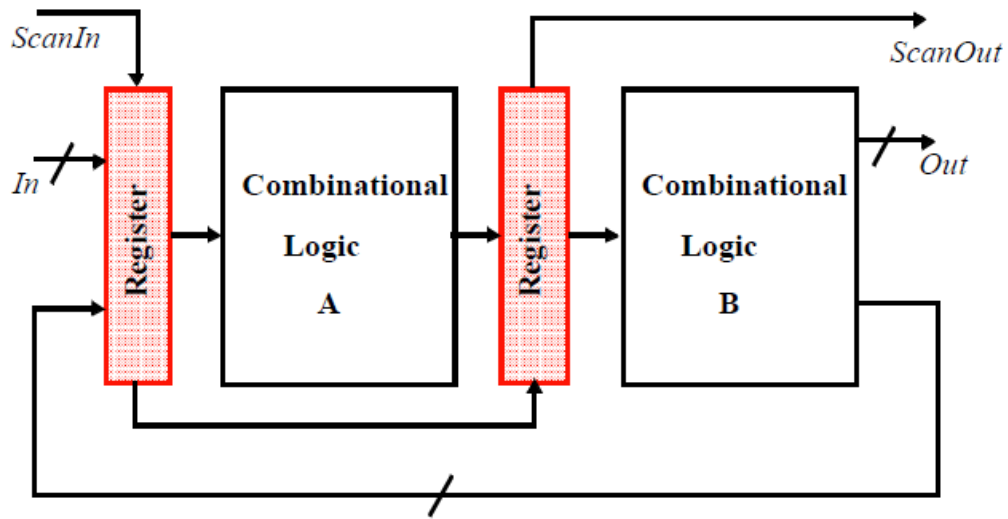 ScanIn
ScanOut
In
Out
Register
Combinational
Logic
A
Register
Combinational
Logic
B